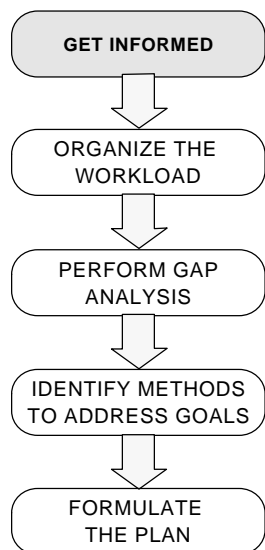 GET INFORMED
ORGANIZE THE
WORKLOAD
PERFORM GAP
ANALYSIS
IDENTIFY METHODS
TO ADDRESS GOALS
FORMULATE
THE PLAN